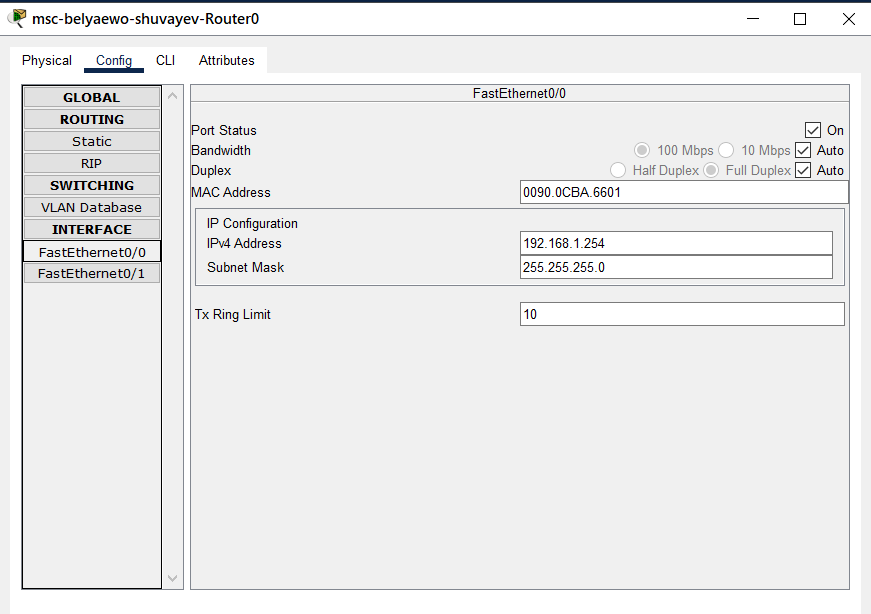 msc-belyaewo-shuvayev-Router0
Physical Config CLI Attributes
GLOBAL
ROUTING
Static
RIP
SWITCHING
VLAN Database
INTERFACE
FastEthernet0/0
FastEthernet0/1
FastEthernet0/0
Port Status On
Bandwidth 100 Mbps 10 Mbps Auto
Duplex Half Duplex Full Duplex Auto
MAC Address 0090.0CBA.6601
IP Configuration
IPv4 Address 192.168.1.254
Subnet Mask 255.255.255.0
Tx Ring Limit 10